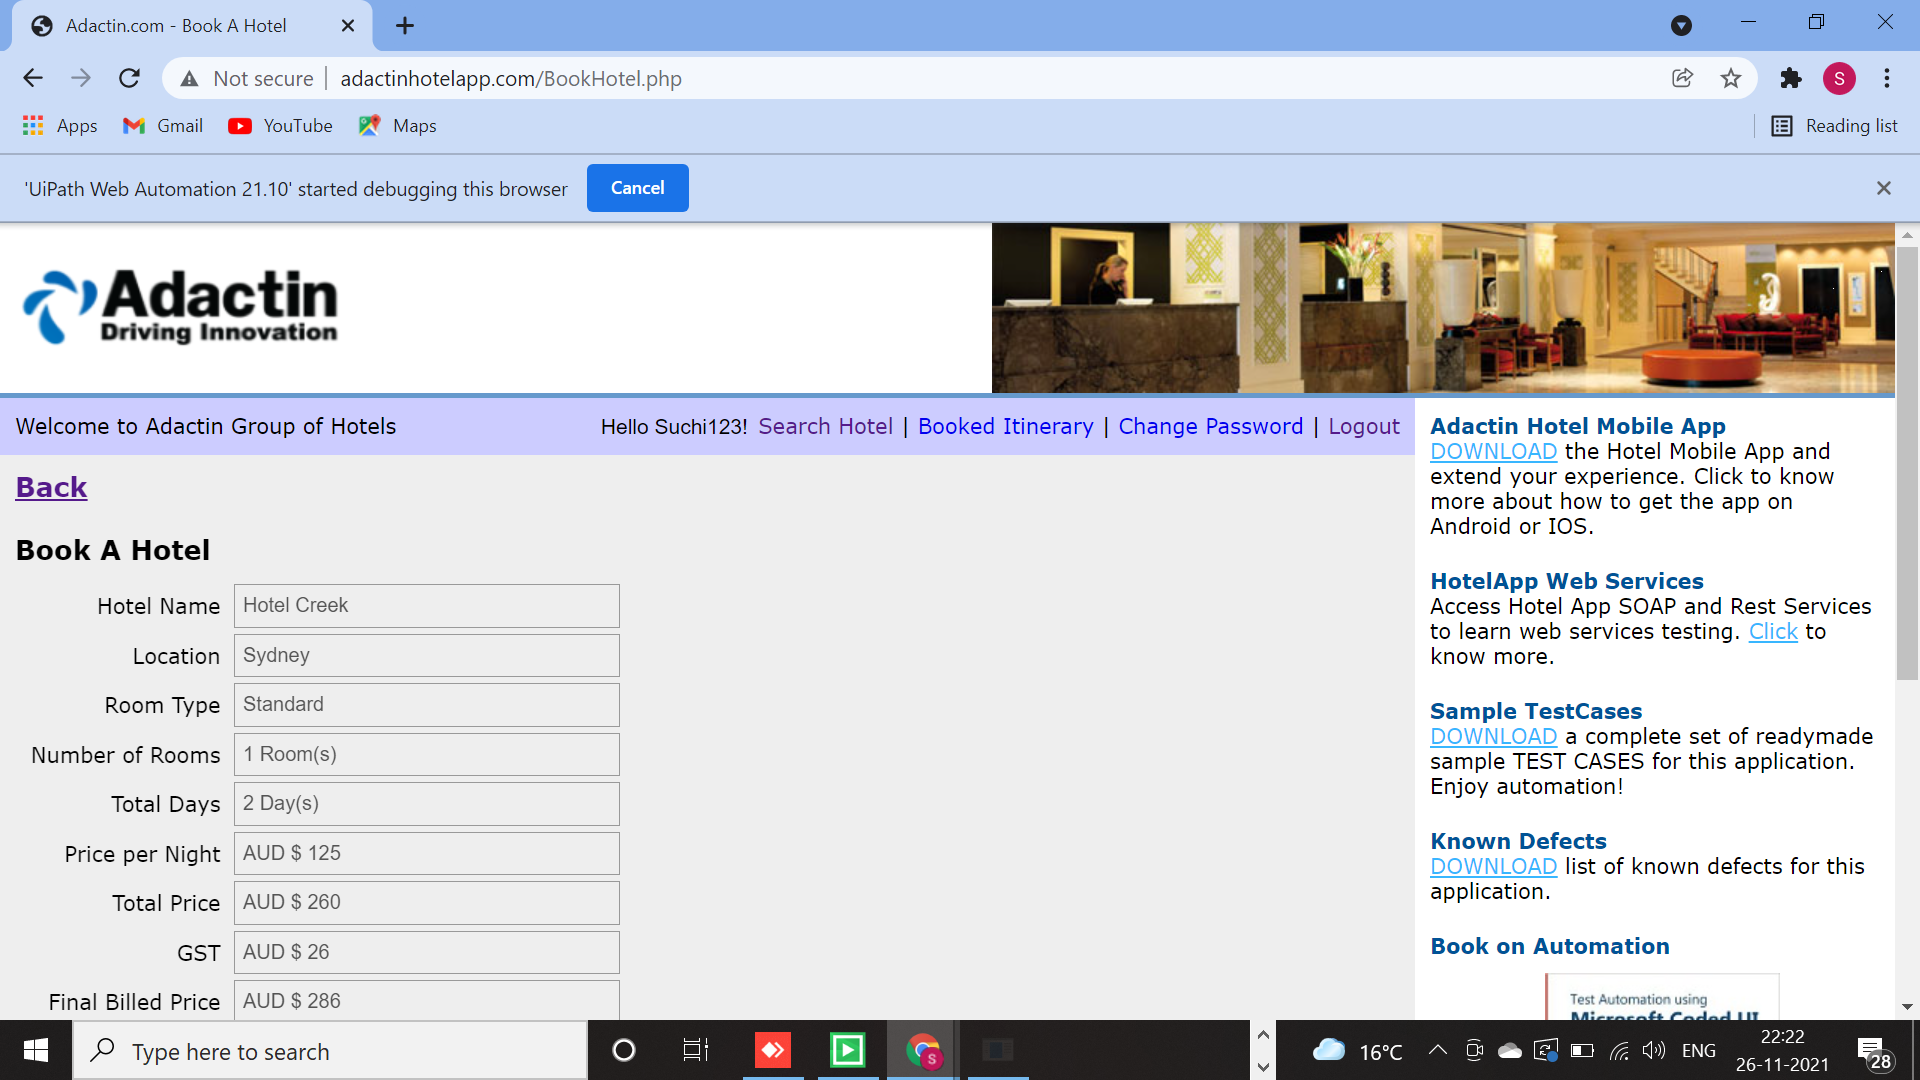 Adactin.com - Book A Hotel
Not secure | adactinhotelapp.com/BookHotel.php
S
Apps
Gmail
YouTube
Maps
Reading list
'UiPath Web Automation 21.10' started debugging this browser
Cancel
Adactin
Driving Innovation
Welcome to Adactin Group of Hotels
Hello Suchi123! Search Hotel | Booked Itinerary | Change Password | Logout
Back
Book A Hotel
Hotel Name Hotel Creek
Location Sydney
Room Type Standard
Number of Rooms 1 Room(s)
Total Days 2 Day(s)
Price per Night AUD $ 125
Total Price AUD $ 260
GST AUD $ 26
Final Billed Price AUD $ 286
Adactin Hotel Mobile App
DOWNLOAD the Hotel Mobile App and
extend your experience. Click to know
more about how to get the app on
Android or IOS.
HotelApp Web Services
Access Hotel App SOAP and Rest Services
to learn web services testing. Click to
know more.
Sample TestCases
DOWNLOAD a complete set of readymade
sample TEST CASES for this application.
Enjoy automation!
Known Defects
DOWNLOAD list of known defects for this
application.
Book on Automation
Test Automation using
Microsoft Coded UI
Type here to search
S
16°C
ENG
22:22
26-11-2021
28